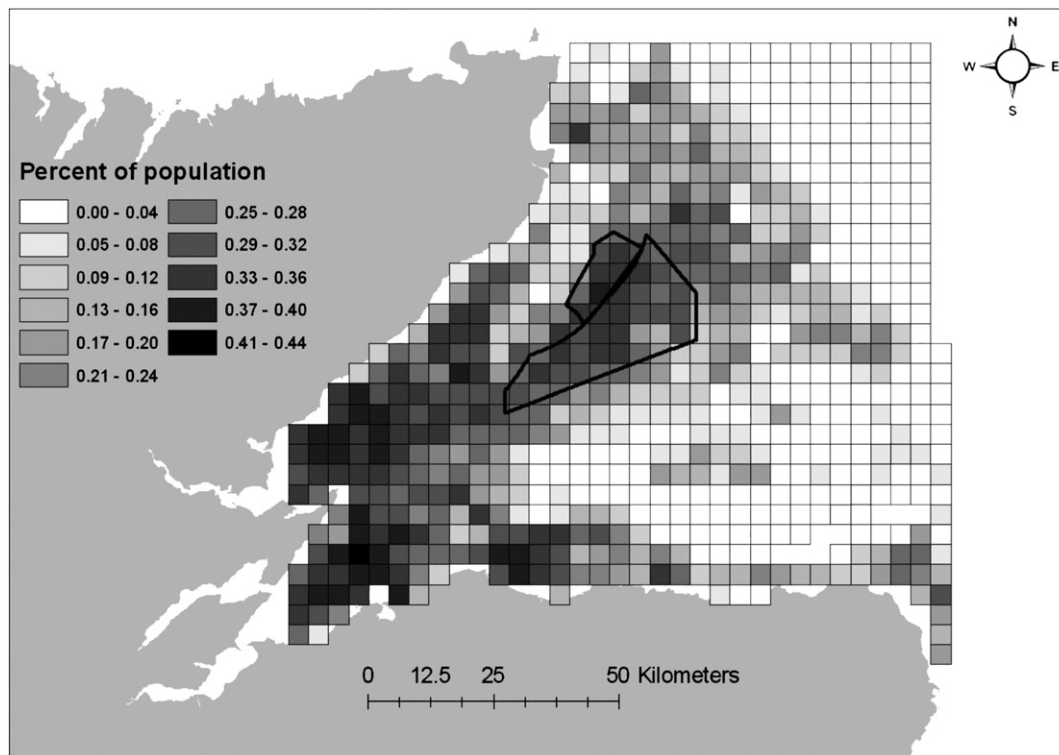 N
W E
S
Percent of population
0.00 - 0.04 0.25 - 0.28
0.05 - 0.08 0.29 - 0.32
0.09 - 0.12 0.33 - 0.36
0.13 - 0.16 0.37 - 0.40
0.17 - 0.20 0.41 - 0.44
0.21 - 0.24
0 12.5 25 50 Kilometers